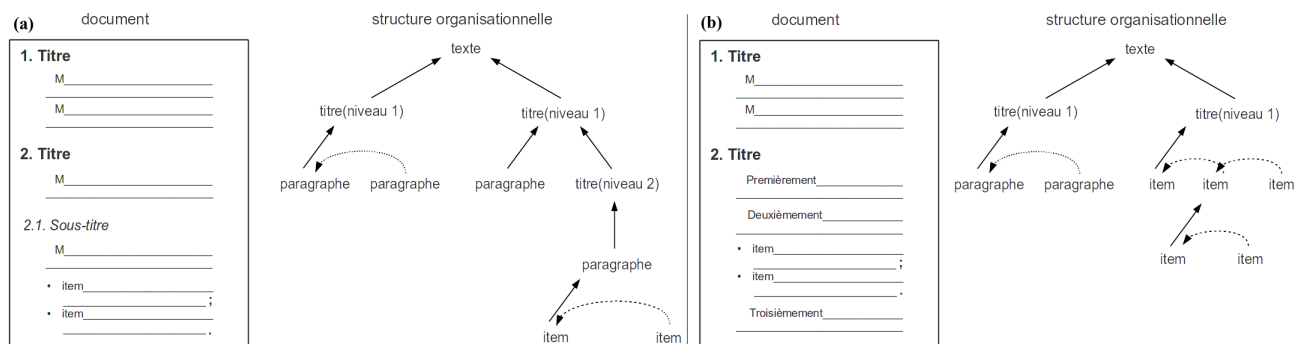 (a)
document
structure organisationnelle
1. Titre
M
M
2. Titre
M
2.1. Sous-titre
M
• item
;
• item
.
texte
titre(niveau 1) titre(niveau 1)
paragraphe paragraphe paragraphe titre(niveau 2)
paragraphe
item item
(b)
document
structure organisationnelle
1. Titre
M
M
2. Titre
Premièrement
Deuxièmement
• item
;
• item
.
Troisièmement
texte
titre(niveau 1) titre(niveau 1)
paragraphe paragraphe item item item
item item